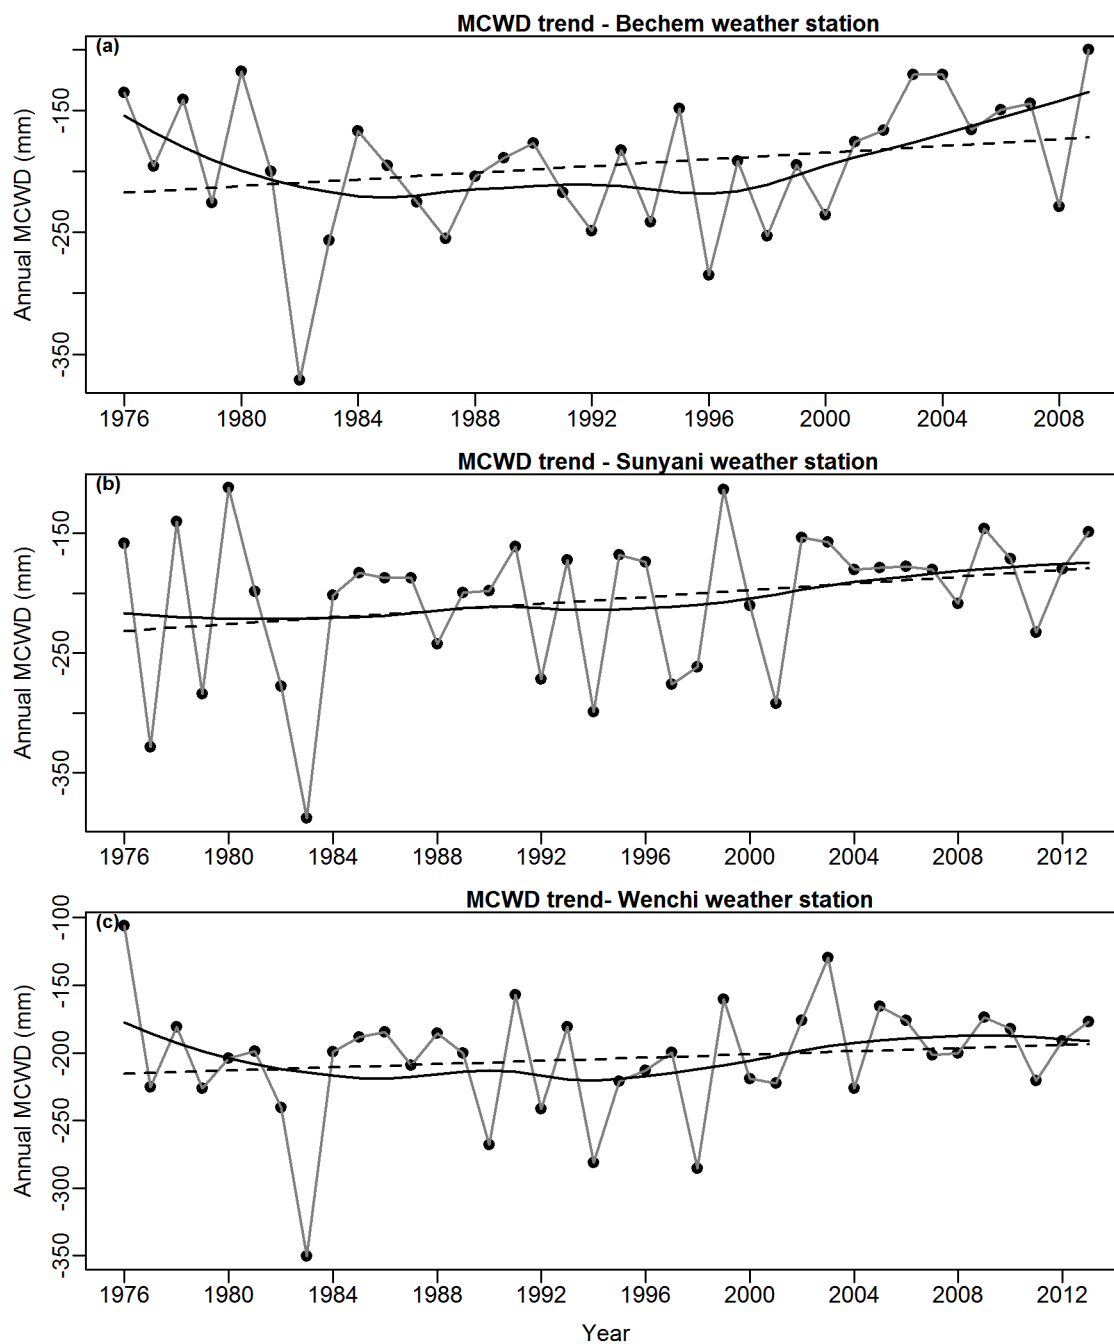 MCWD trend - Bechem weather station
(a)
Annual MCWD (mm)
-150
-250
-350
1976 1980 1984 1988 1992 1996 2000 2004 2008
MCWD trend - Sunyani weather station
(b)
Annual MCWD (mm)
-150
-250
-350
1976 1980 1984 1988 1992 1996 2000 2004 2008 2012
MCWD trend- Wenchi weather station
(c)
Annual MCWD (mm)
-100
-150
-200
-250
-300
-350
1976 1980 1984 1988 1992 1996 2000 2004 2008 2012
Year